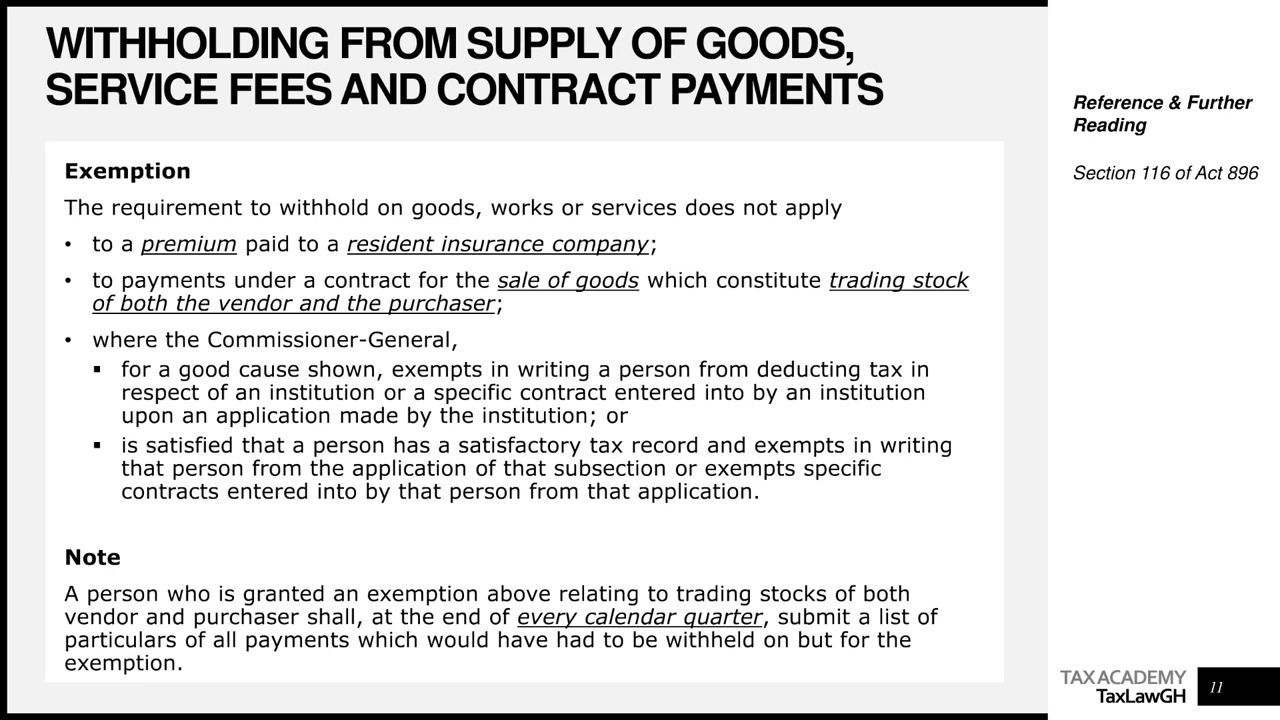 WITHHOLDING FROM SUPPLY OF GOODS,
SERVICE FEES AND CONTRACT PAYMENTS
Exemption
The requirement to withhold on goods, works or services does not apply
• to a premium paid to a resident insurance company;
• to payments under a contract for the sale of goods which constitute trading stock
of both the vendor and the purchaser;
• where the Commissioner-General,
▪ for a good cause shown, exempts in writing a person from deducting tax in
respect of an institution or a specific contract entered into by an institution
upon an application made by the institution; or
▪ is satisfied that a person has a satisfactory tax record and exempts in writing
that person from the application of that subsection or exempts specific
contracts entered into by that person from that application.
Note
A person who is granted an exemption above relating to trading stocks of both
vendor and purchaser shall, at the end of every calendar quarter, submit a list of
particulars of all payments which would have had to be withheld on but for the
exemption.
Reference & Further
Reading
Section 116 of Act 896
TAX ACADEMY
TaxLawGH
11